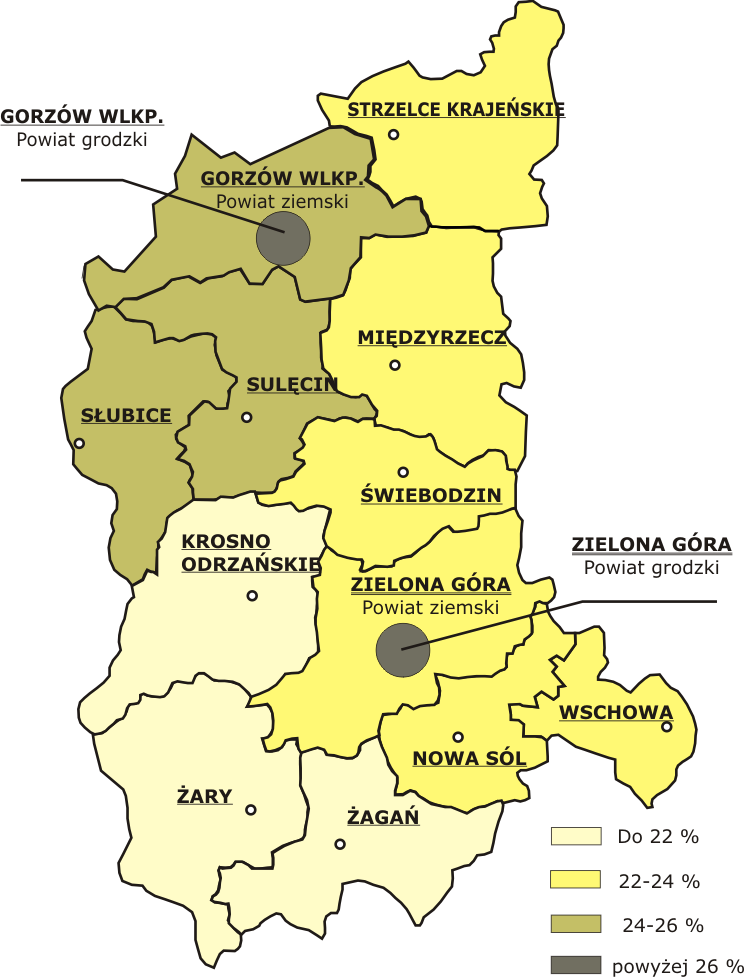 STRZELCE KRAJEŃSKIE
GORZÓW WLKP.
Powiat grodzki
GORZÓW WLKP.
Powiat ziemski
MIĘDZYRZECZ
SULĘCIN
SŁUBICE
ŚWIEBODZIN
KROSNO
ODRZAŃSKIE
ZIELONA GÓRA
Powiat grodzki
ZIELONA GÓRA
Powiat ziemski
WSCHOWA
NOWA SÓL
ŻARY
ŻAGAŃ
Do 22 %
22-24 %
24-26 %
powyżej 26 %